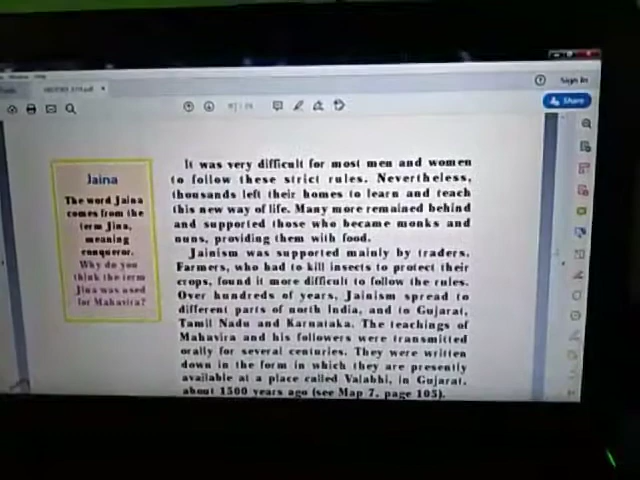 Sign In
Share
Jaina
The word Jaina
comes from the
term Jina,
meaning
conqueror.
Why do you
think the term
Jina was used
for Mahavira?
It was very difficult for most men and women
to follow these strict rules. Nevertheless,
thousands left their homes to learn and teach
this new way of life. Many more remained behind
and supported those who became monks and
nuns, providing them with food.
Jainism was supported mainly by traders.
Farmers, who had to kill insects to protect their
crops, found it more difficult to follow the rules.
Over hundreds of years, Jainism spread to
different parts of north India, and to Gujarat,
Tamil Nadu and Karnataka. The teachings of
Mahavira and his followers were transmitted
orally for several centuries. They were written
down in the form in which they are presently
available at a place called Valabhi, in Gujarat,
about 1500 years ago (see Map 7, page 105).